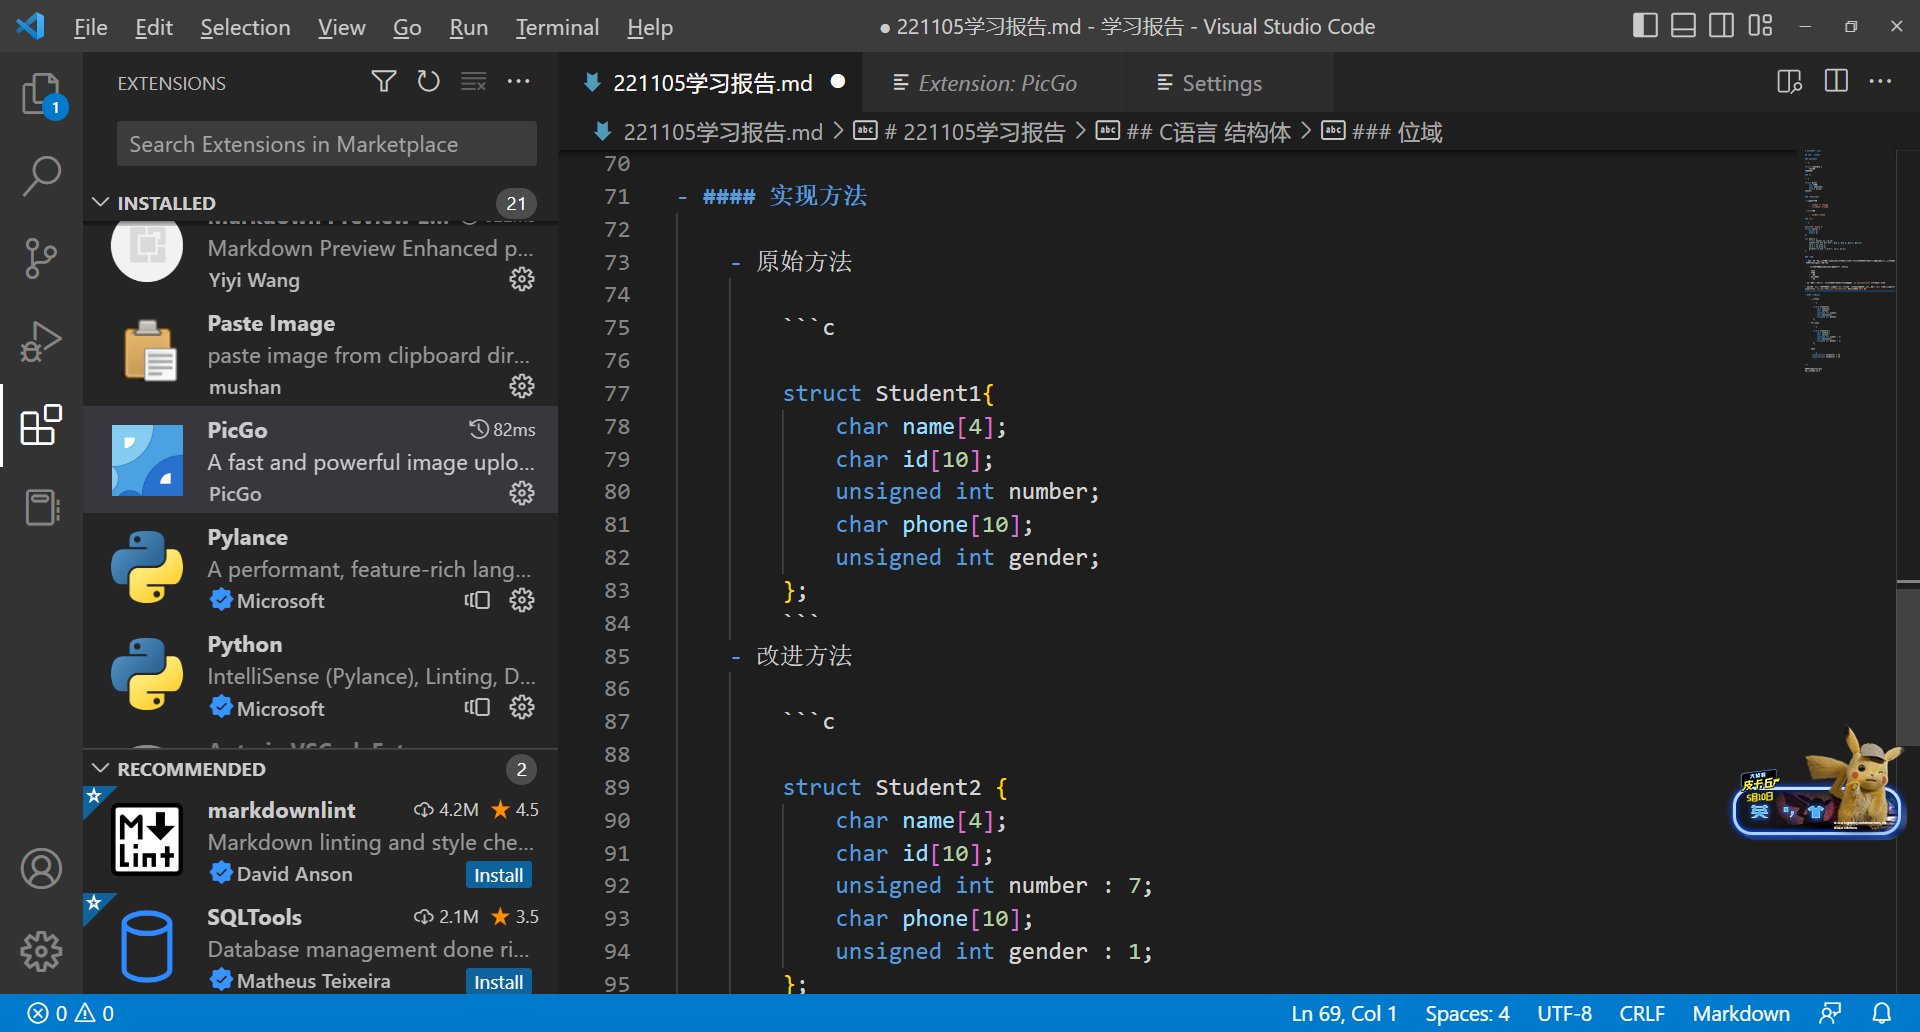 File Edit Selection View Go Run Terminal Help
● 221105学习报告.md - 学习报告 - Visual Studio Code
1
EXTENSIONS
Search Extensions in Marketplace
INSTALLED 21
Markdown Preview Enhanced p...
Yiyi Wang
Paste Image
paste image from clipboard dir...
mushan
PicGo 82ms
A fast and powerful image uplo...
PicGo
Pylance
A performant, feature-rich lang...
Microsoft
Python
IntelliSense (Pylance), Linting, D...
Microsoft
RECOMMENDED 2
markdownlint 4.2M 4.5
Markdown linting and style che...
David Anson Install
SQLTools 2.1M 3.5
Database management done ri...
Matheus Teixeira Install
221105学习报告.md Extension: PicGo Settings
221105学习报告.md > # 221105学习报告 > ## C语言 结构体 > ### 位域
70
71 - #### 实现方法
72
73 - 原始方法
74
75 ```c
76
77 struct Student1{
78 char name[4];
79 char id[10];
80 unsigned int number;
81 char phone[10];
82 unsigned int gender;
83 };
84 ```
85 - 改进方法
86
87 ```c
88
89 struct Student2 {
90 char name[4];
91 char id[10];
92 unsigned int number : 7;
93 char phone[10];
94 unsigned int gender : 1;
95 };
皮卡丘
5月10日
英
0 0
Ln 69, Col 1 Spaces: 4 UTF-8 CRLF Markdown